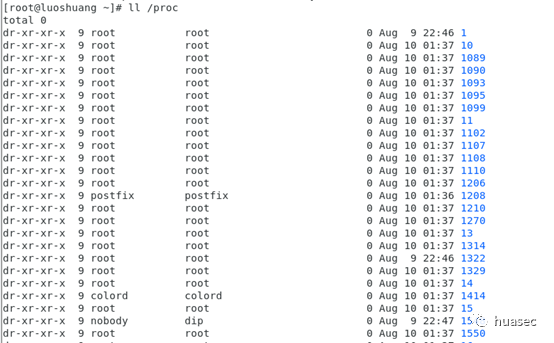 [root@luoshuang ~]# ll /proc
total 0
dr-xr-xr-x 9 root root 0 Aug 9 22:46 1
dr-xr-xr-x 9 root root 0 Aug 10 01:37 10
dr-xr-xr-x 9 root root 0 Aug 10 01:37 1089
dr-xr-xr-x 9 root root 0 Aug 10 01:37 1090
dr-xr-xr-x 9 root root 0 Aug 10 01:37 1093
dr-xr-xr-x 9 root root 0 Aug 10 01:37 1095
dr-xr-xr-x 9 root root 0 Aug 10 01:37 1099
dr-xr-xr-x 9 root root 0 Aug 10 01:37 11
dr-xr-xr-x 9 root root 0 Aug 10 01:37 1102
dr-xr-xr-x 9 root root 0 Aug 10 01:37 1107
dr-xr-xr-x 9 root root 0 Aug 10 01:37 1108
dr-xr-xr-x 9 root root 0 Aug 10 01:37 1110
dr-xr-xr-x 9 root root 0 Aug 10 01:37 1206
dr-xr-xr-x 9 postfix postfix 0 Aug 10 01:36 1208
dr-xr-xr-x 9 root root 0 Aug 10 01:37 1210
dr-xr-xr-x 9 root root 0 Aug 10 01:37 1270
dr-xr-xr-x 9 root root 0 Aug 10 01:37 13
dr-xr-xr-x 9 root root 0 Aug 10 01:37 1314
dr-xr-xr-x 9 root root 0 Aug 9 22:46 1322
dr-xr-xr-x 9 root root 0 Aug 10 01:37 1329
dr-xr-xr-x 9 root root 0 Aug 10 01:37 14
dr-xr-xr-x 9 colord colord 0 Aug 10 01:37 1414
dr-xr-xr-x 9 root root 0 Aug 10 01:37 15
dr-xr-xr-x 9 nobody dip 0 Aug 9 22:47
dr-xr-xr-x 9 root root 0 Aug 10 01:37 1550
huasec